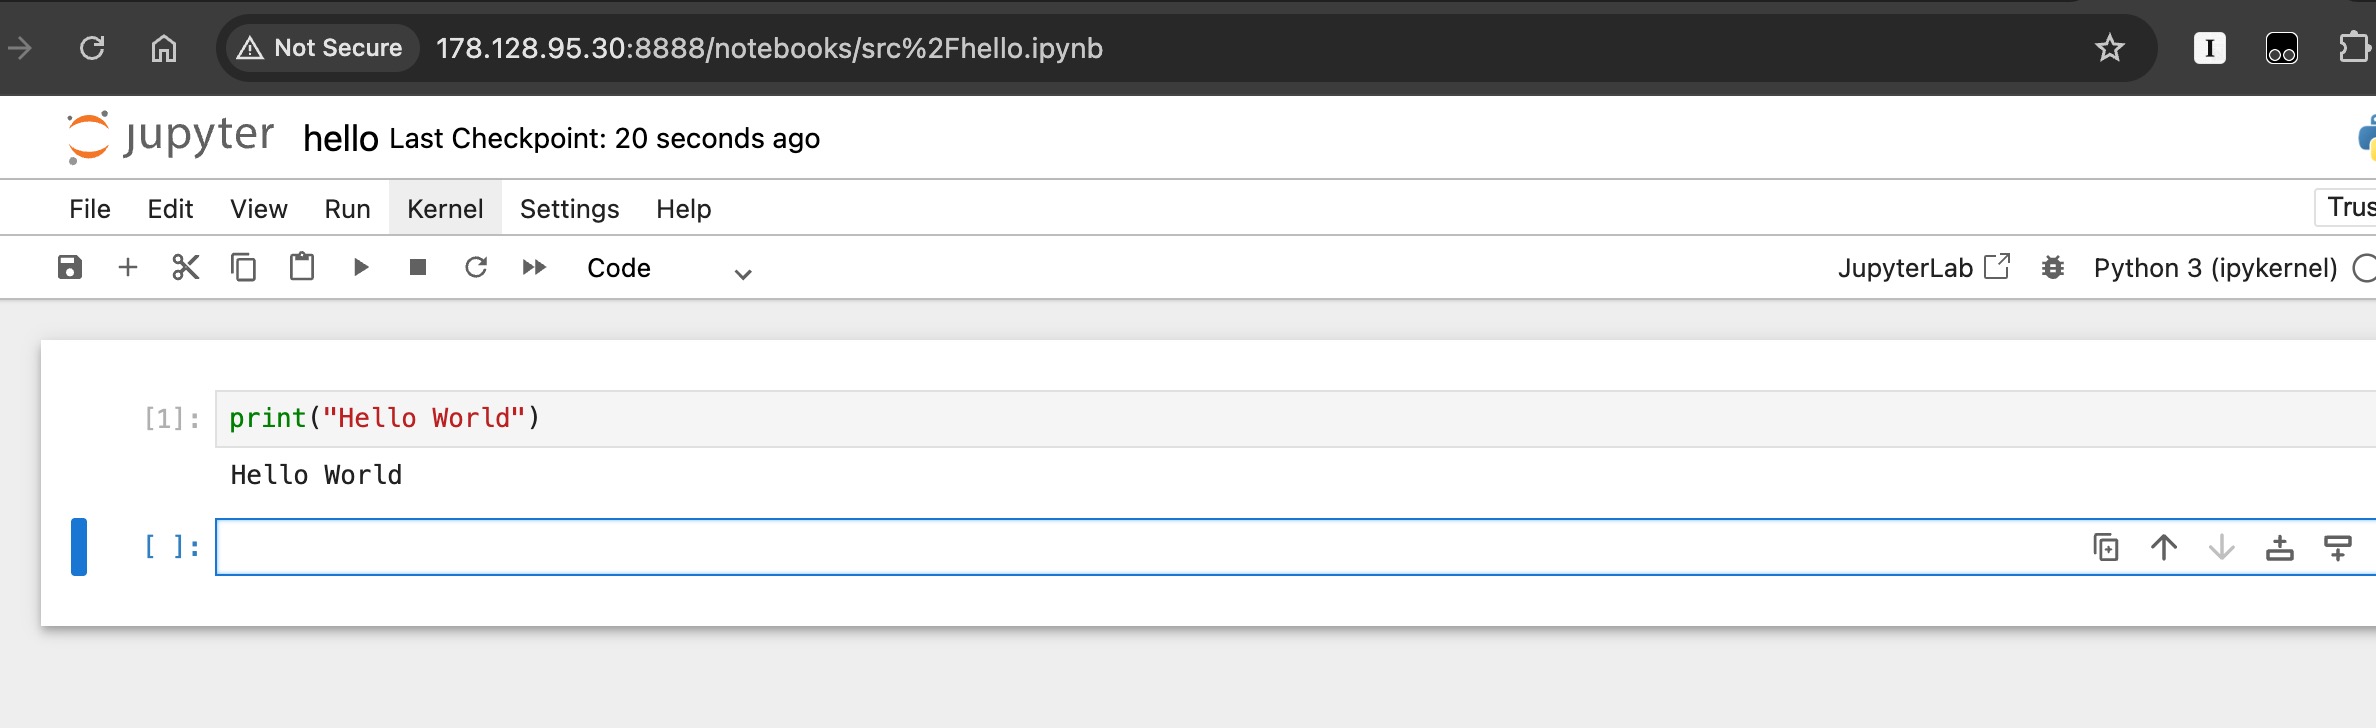 Not Secure 178.128.95.30:8888/notebooks/src%2Fhello.ipynb
jupyter hello Last Checkpoint: 20 seconds ago
File Edit View Run Kernel Settings Help Trus
Code JupyterLab Python 3 (ipykernel)
[1]: print("Hello World")
Hello World
[ ]: